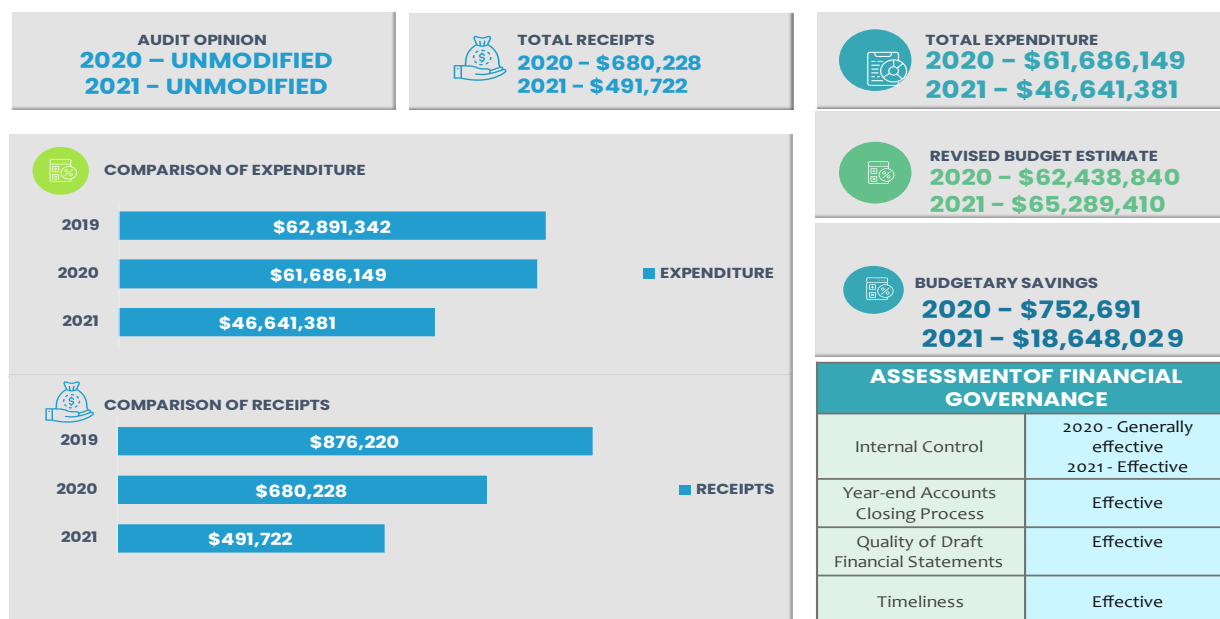 AUDIT OPINION
2020 – UNMODIFIED
2021 – UNMODIFIED
TOTAL RECEIPTS
2020 – $680,228
2021 – $491,722
TOTAL EXPENDITURE
2020 – $61,686,149
2021 – $46,641,381
REVISED BUDGET ESTIMATE
2020 – $62,438,840
2021 – $65,289,410
BUDGETARY SAVINGS
2020 – $752,691
2021 – $18,648,029
COMPARISON OF EXPENDITURE
2019
$62,891,342
2020
$61,686,149
EXPENDITURE
2021
$46,641,381
COMPARISON OF RECEIPTS
2019
$876,220
2020
$680,228
RECEIPTS
2021
$491,722
ASSESSMENTOF FINANCIAL
GOVERNANCE
Internal Control
2020 - Generally
effective
2021 - Effective
Year-end Accounts
Closing Process
Effective
Quality of Draft
Financial Statements
Effective
Timeliness
Effective